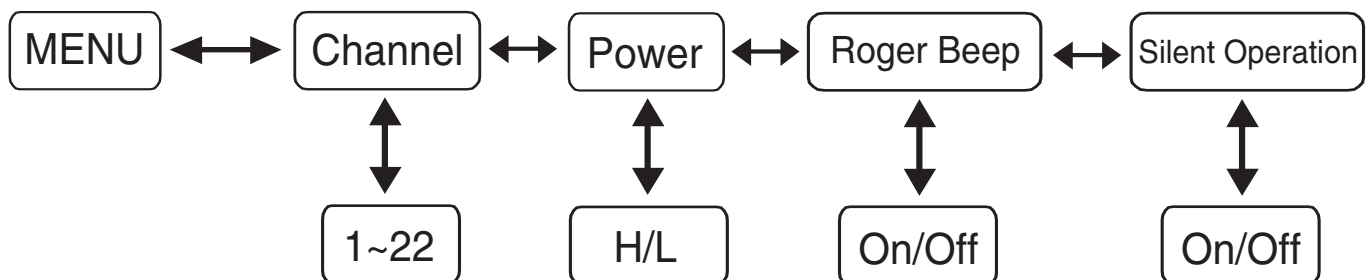 MENU Channel Power Roger Beep Silent Operation
1~22 H/L On/Off On/Off